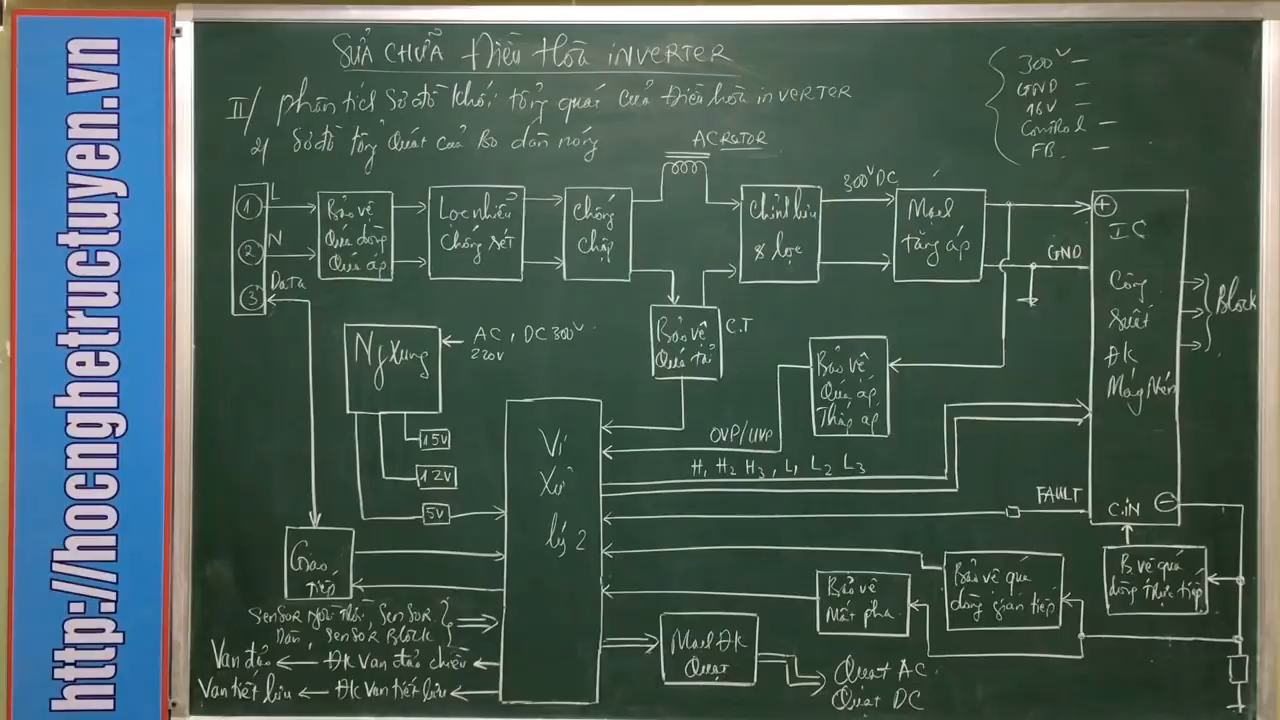 http://hocnghetructuyen.vn
SỬA CHỮA Điều Hoà iNVERTER
II/ phân tích sơ đồ khối tổng quát của Điều hoà inVERTER
2/ Sơ đồ tổng quát của Bo dàn nóng
300V
GND
16V
Control
FB.
ACRƠTOR
1
L
2
N
3
DaTa
Bảo vệ
Quá dòng
Quá áp
Lọc nhiễu
chống sét
Chống
chập
Chỉnh lưu
& lọc
300V DC
Mạch
tăng áp
GND
+
IC
Công
suất
ĐK
Máy Nén
Block
Bảo vệ
Quá tải
C.T
Ng Xung
AC, DC 300V
220V
15V
12V
5V
Bảo vệ
Quá áp
Thấp áp
OVP/UVP
H1 H2 H3, L1 L2 L3
FAULT
C.iN
−
Vi
Xử
lý 2
Giao
tiếp
B vệ quá
dòng trực tiếp
Bảo vệ quá
dòng gián tiếp
Bảo vệ
Mất pha
SenSoR ngoài trời, SenSoR
Dàn SenSoR Block
Van đảo ← ĐK Van đảo chiều
Van tiết lưu ← ĐK Van tiết lưu
Mạch ĐK
Quạt
Quạt AC
Quạt DC